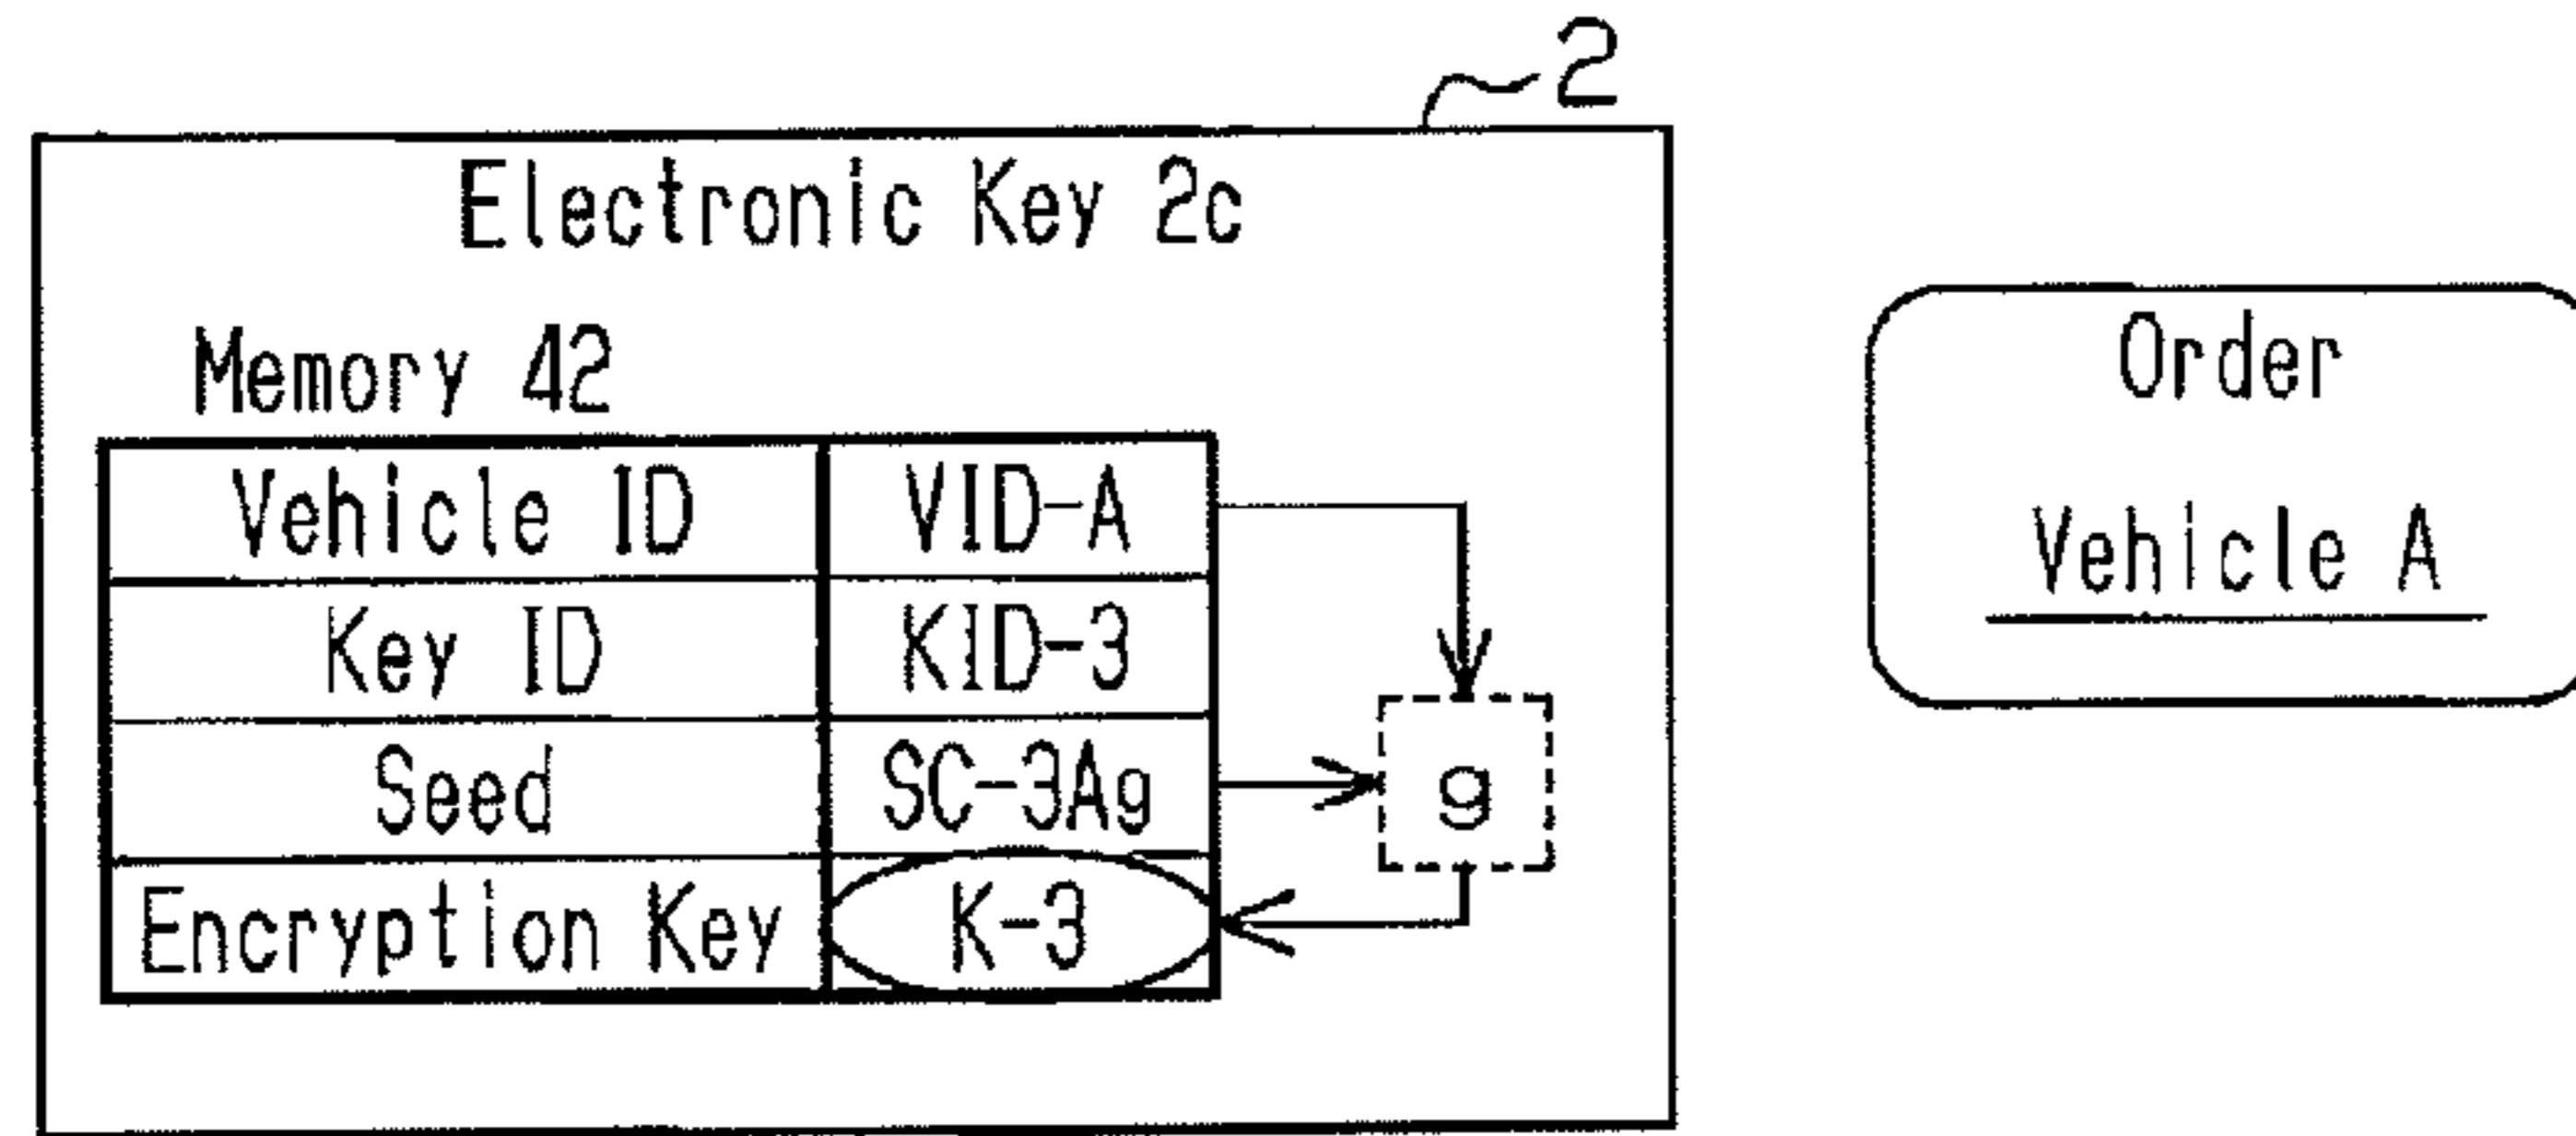 2
Electronic Key 2c
Memory 42
Vehicle ID VID-A
Key ID KID-3
Seed SC-3Ag
Encryption Key K-3
g
Order
Vehicle A